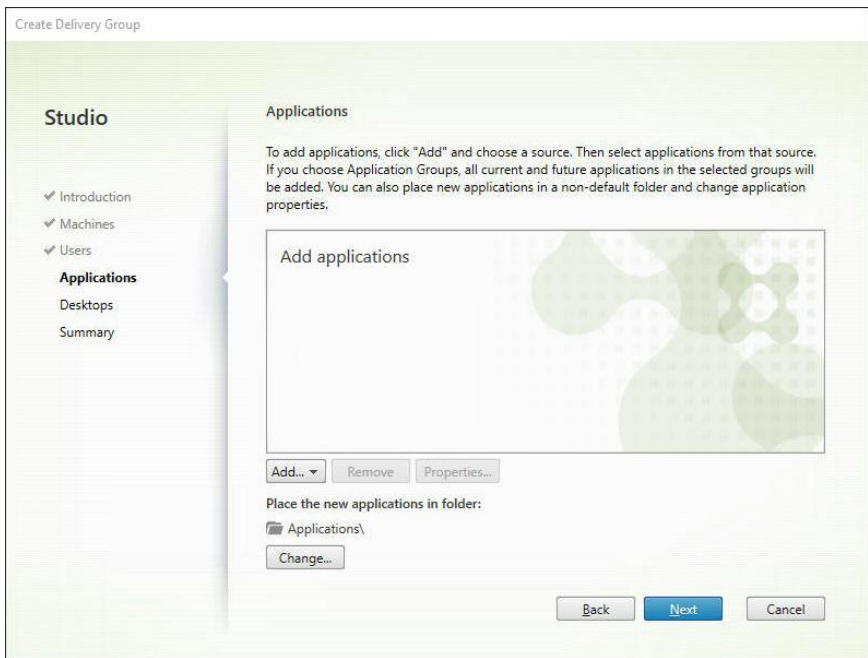 Create Delivery Group
Studio
Introduction
Machines
Users
Applications
Desktops
Summary
Applications
To add applications, click "Add" and choose a source. Then select applications from that source.
If you choose Application Groups, all current and future applications in the selected groups will
be added. You can also place new applications in a non-default folder and change application
properties.
Add applications
Add... Remove Properties...
Place the new applications in folder:
Applications\
Change...
Back Next Cancel